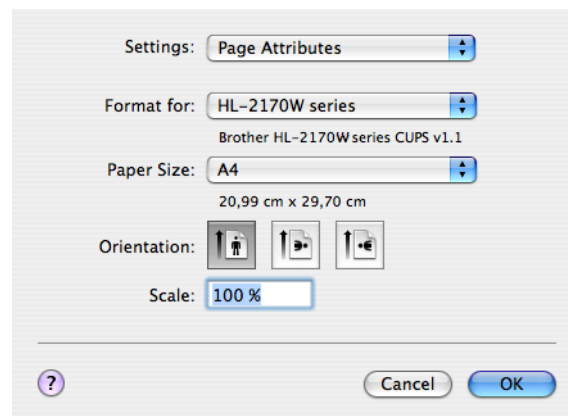 Settings: Page Attributes
Format for: HL-2170W series
Brother HL-2170W series CUPS v1.1
Paper Size: A4
20,99 cm x 29,70 cm
Orientation:
Scale: 100 %
? Cancel OK